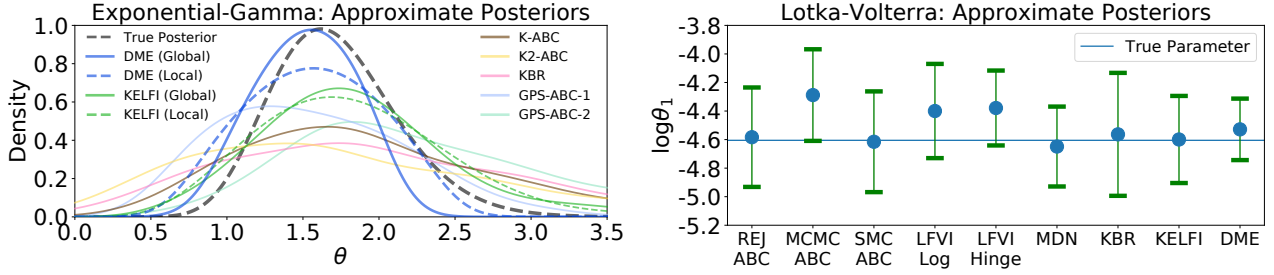 Exponential-Gamma: Approximate Posteriors
Density
1.0
0.8
0.6
0.4
0.2
0.0
True Posterior
DME (Global)
DME (Local)
KELFI (Global)
KELFI (Local)
K-ABC
K2-ABC
KBR
GPS-ABC-1
GPS-ABC-2
0.0 0.5 1.0 1.5 2.0 2.5 3.0 3.5
θ
Lotka-Volterra: Approximate Posteriors
logθ₁
-3.8
-4.0
-4.2
-4.4
-4.6
-4.8
-5.0
-5.2
True Parameter
REJ MCMC SMC LFVI LFVI MDN KBR KELFI DME
ABC ABC ABC Log Hinge